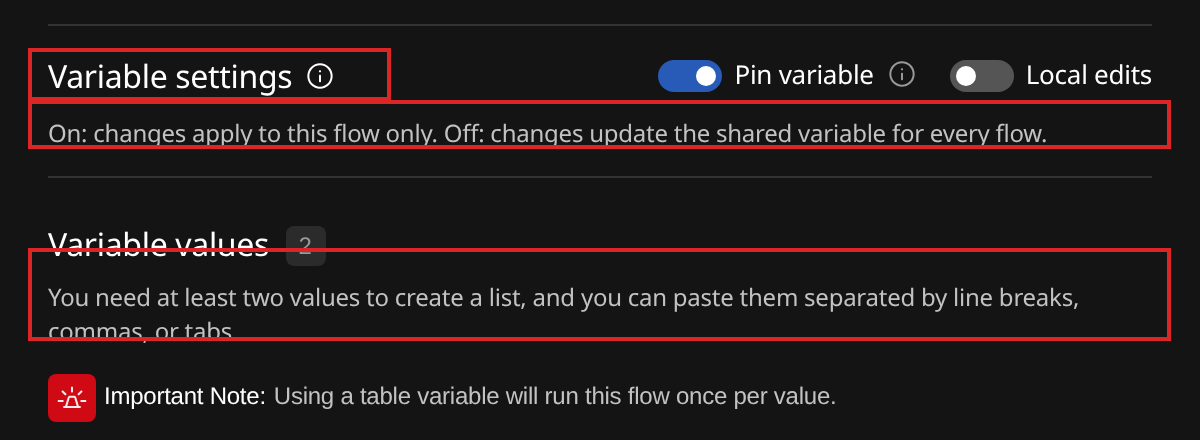 Variable settings
Pin variable
Local edits
On: changes apply to this flow only. Off: changes update the shared variable for every flow.
Variable values 2
You need at least two values to create a list, and you can paste them separated by line breaks,
commas, or tabs
Important Note: Using a table variable will run this flow once per value.